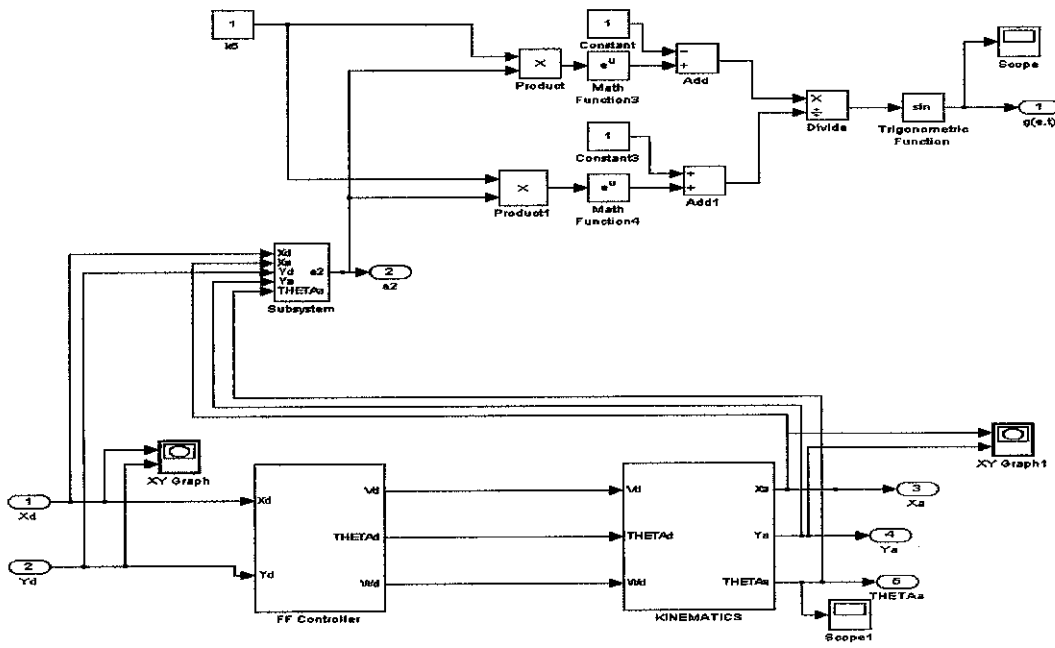 1
k5
×
Product
e^u
Math
Function3
1
Constant
−
+
Add
×
÷
Divide
sin
Trigonometric
Function
Scope
1
g(e.t)
1
Constant3
×
Product1
e^u
Math
Function4
+
+
Add1
Xd
Xa
Yd
Ya
THETAa
e2
Subsystem
2
e2
XY Graph
XY Graph1
1
Xd
2
Yd
Xd
Yd
Vd
THETAd
Wd
FF Controller
Vd
THETAd
Wd
Xa
Ya
THETAa
KINEMATICS
3
Xa
4
Ya
5
THETAa
Scope1